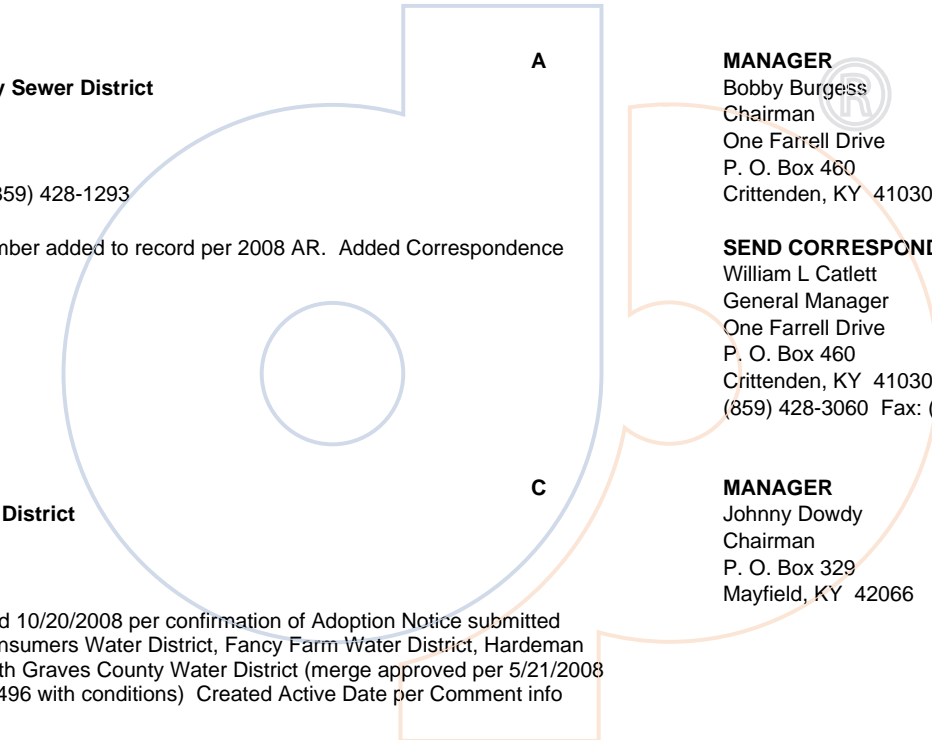 A
y Sewer District
859) 428-1293
mber added to record per 2008 AR. Added Correspondence
MANAGER
Bobby Burgess
Chairman
One Farrell Drive
P. O. Box 460
Crittenden, KY 41030
SEND CORRESPOND
William L Catlett
General Manager
One Farrell Drive
P. O. Box 460
Crittenden, KY 41030
(859) 428-3060 Fax: (
C
District
d 10/20/2008 per confirmation of Adoption Notice submitted
nsumers Water District, Fancy Farm Water District, Hardeman
th Graves County Water District (merge approved per 5/21/2008
496 with conditions) Created Active Date per Comment info
MANAGER
Johnny Dowdy
Chairman
P. O. Box 329
Mayfield, KY 42066
®